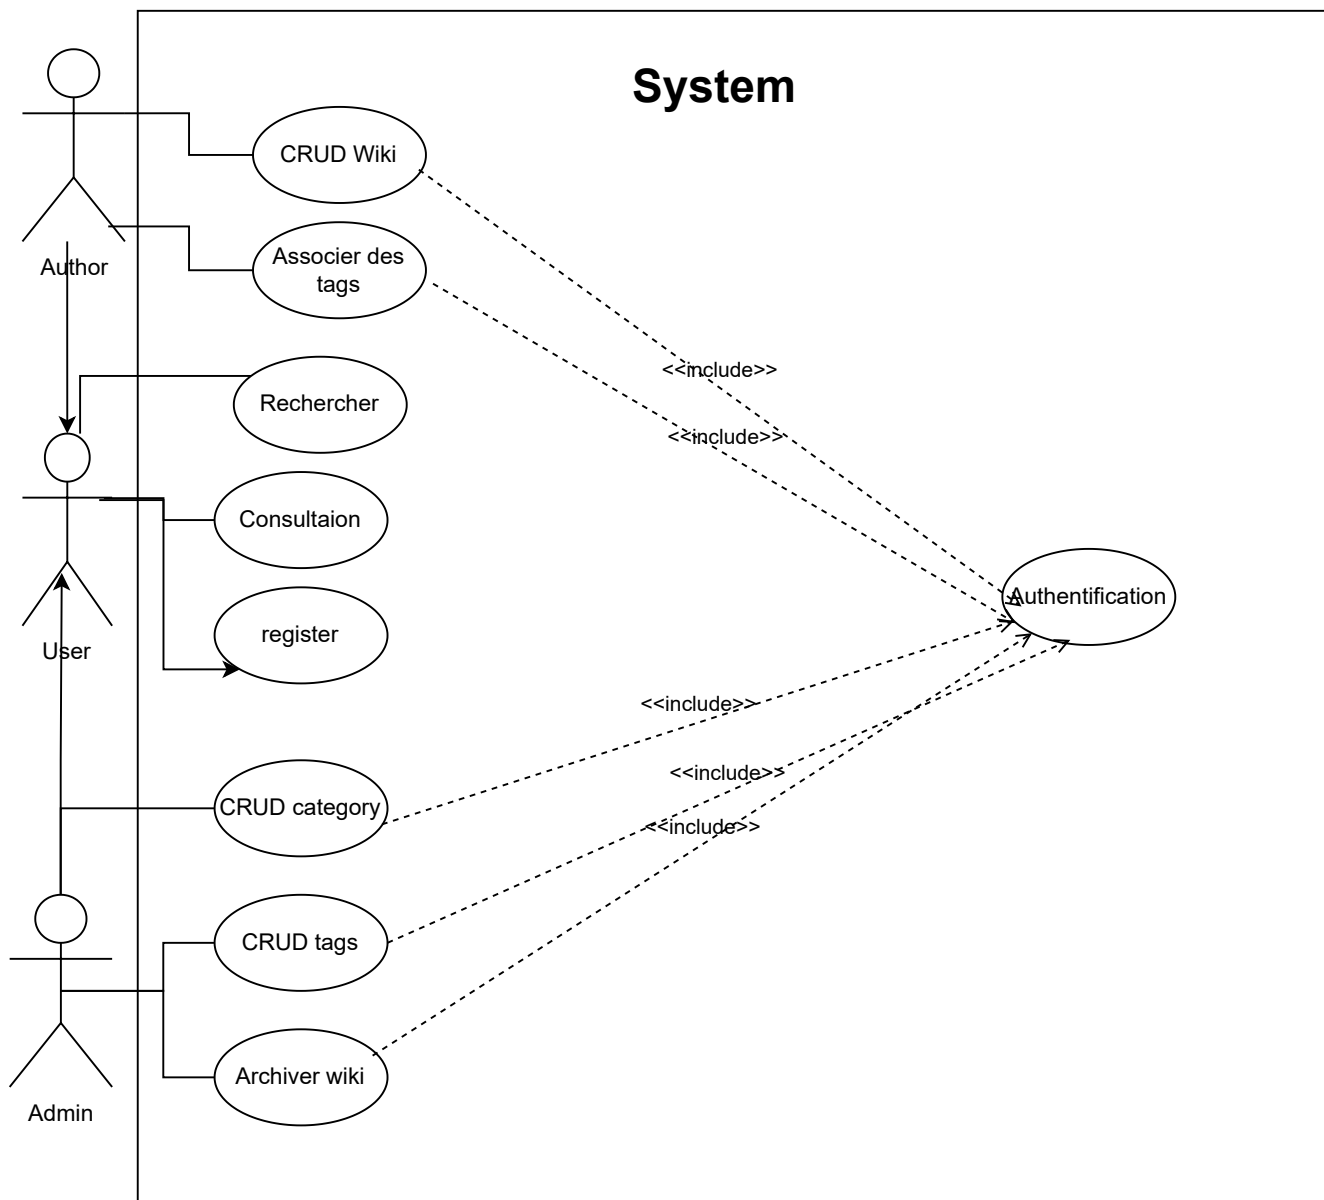 System
CRUD Wiki
Associer des
tags
Author
<<include>>
Rechercher
<<include>>
Consultaion
Authentification
register
User
<<include>>
<<include>>
CRUD category
<<include>>
CRUD tags
Archiver wiki
Admin